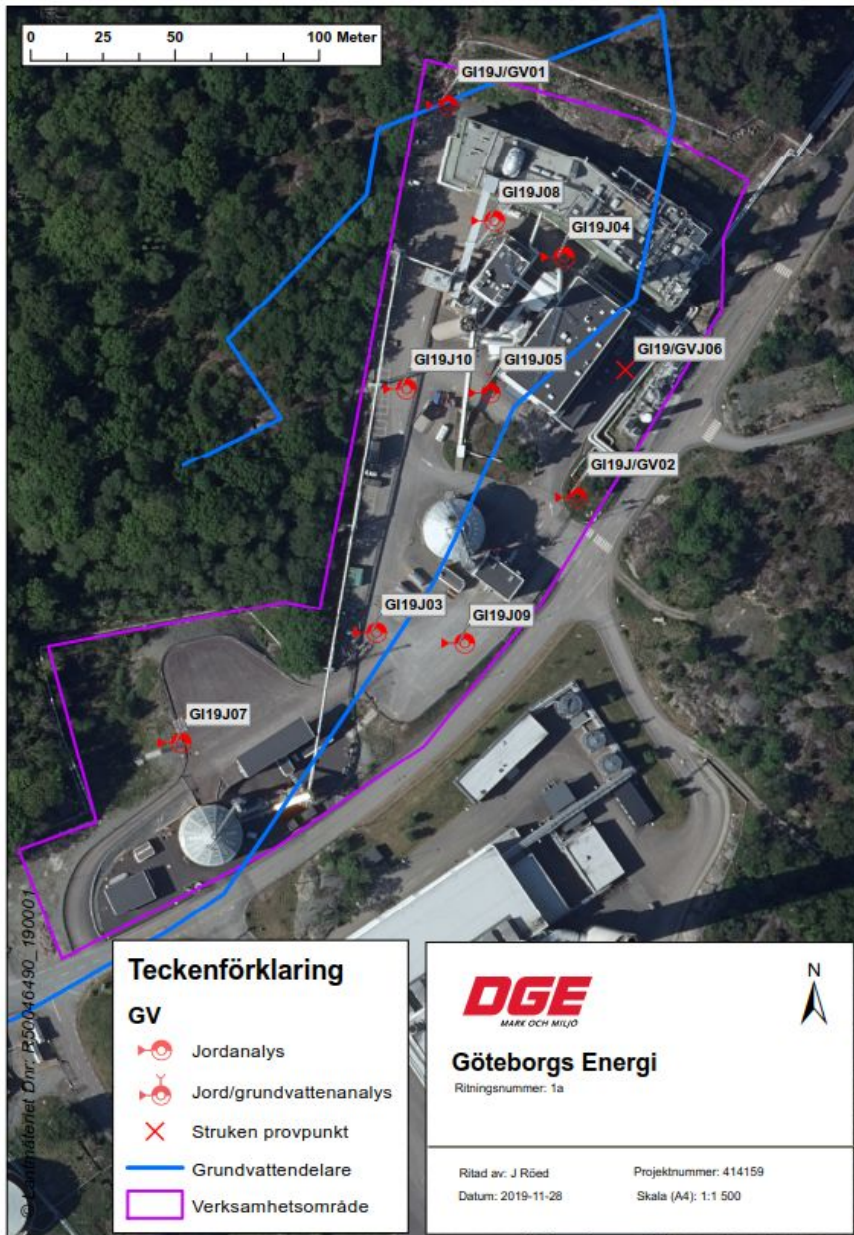 0 25 50 100 Meter
GI19J/GV01
GI19J08
GI19J04
GI19/GVJ06
GI19J10
GI19J05
GI19J/GV02
GI19J03
GI19J09
GI19J07
© Lantmäteriet Dnr: R50046490_190001
Teckenförklaring
GV
Jordanalys
Jord/grundvattenanalys
Struken provpunkt
Grundvattendelare
Verksamhetsområde
DGE
MARK OCH MILJÖ
N
Göteborgs Energi
Ritningsnummer: 1a
Ritad av: J Röed
Projektnummer: 414159
Datum: 2019-11-28
Skala (A4): 1:1 500